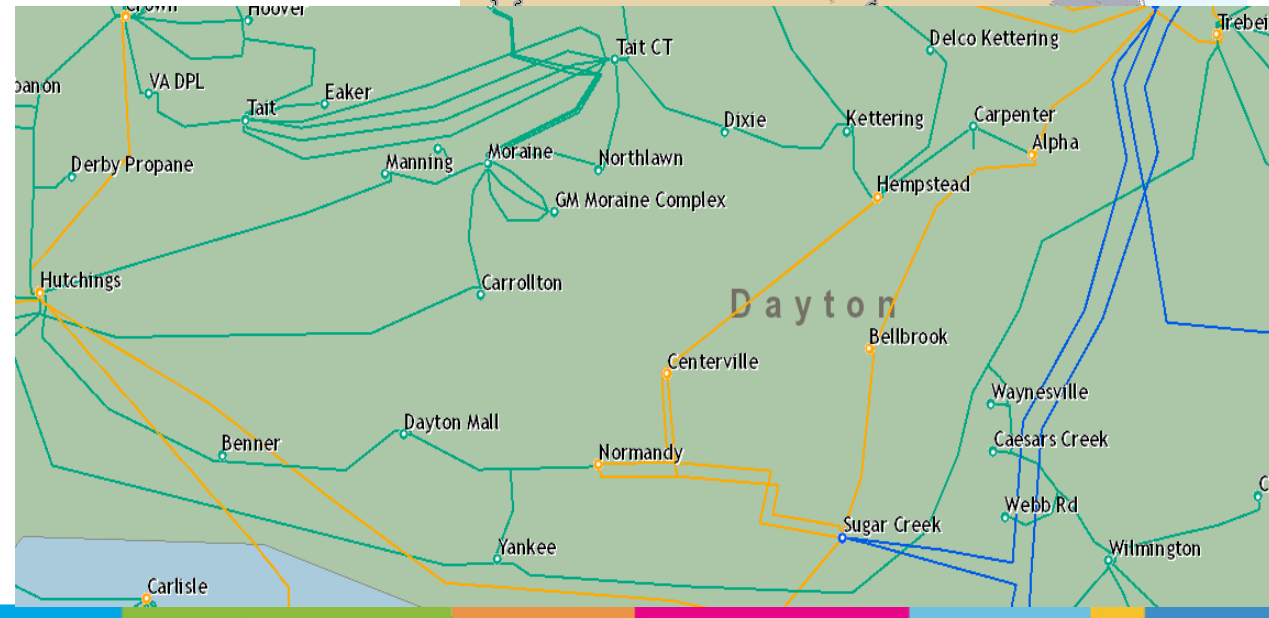 Hoover
Tait CT
Delco Kettering
VA DPL
Eaker
Tait
Dixie
Kettering
Carpenter
Alpha
Derby Propane
Manning
Moraine
Northlawn
Hempstead
GM Moraine Complex
Hutchings
Carrollton
Dayton
Bellbrook
Centerville
Waynesville
Dayton Mall
Benner
Normandy
Caesars Creek
Webb Rd
Sugar Creek
Yankee
Wilmington
Carlisle